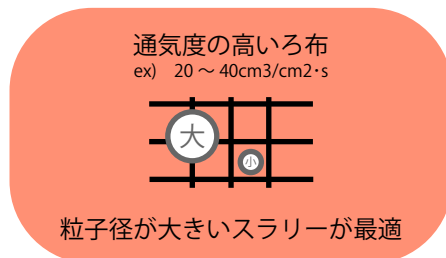 通気度の高いろ布
ex) 20 ～ 40cm3/cm2･s
大
小
粒子径が大きいスラリーが最適